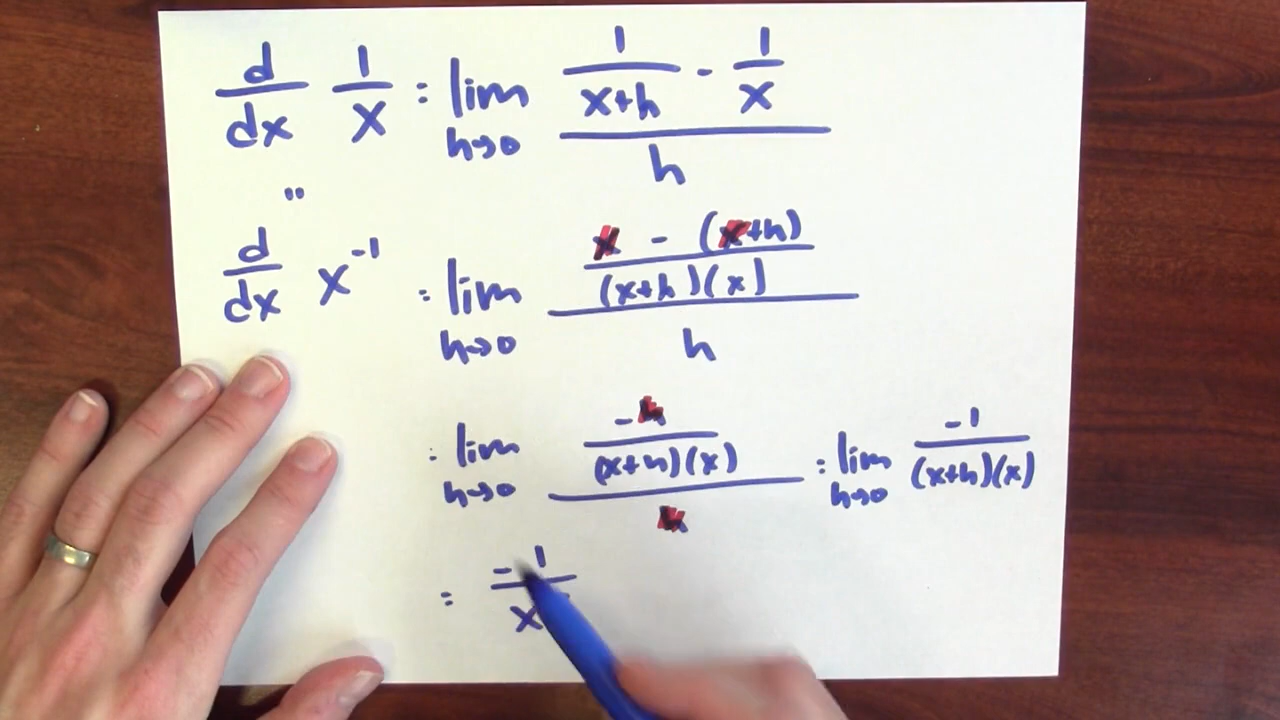 d/dx 1/x = lim h→0 (1/(x+h) - 1/x)/h
"
d/dx x^-1 = lim h→0 ((x - (x+h))/((x+h)(x)))/h
= lim h→0 (-h/((x+h)(x)))/h = lim h→0 -1/((x+h)(x))
= -1/x